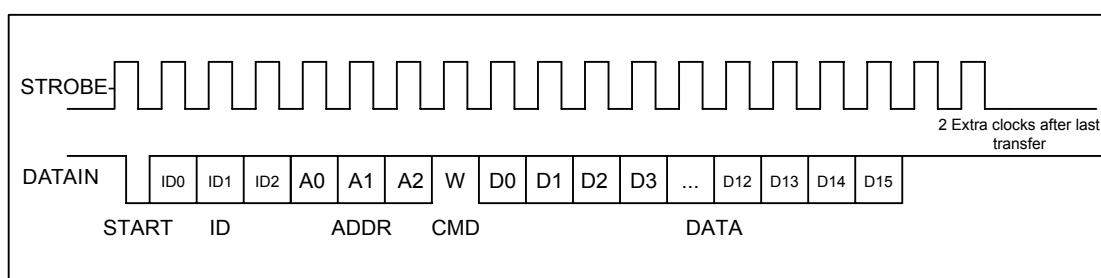 STROBE-
2 Extra clocks after last
transfer
DATAIN ID0 ID1 ID2 A0 A1 A2 W D0 D1 D2 D3 ... D12 D13 D14 D15
START ID ADDR CMD DATA